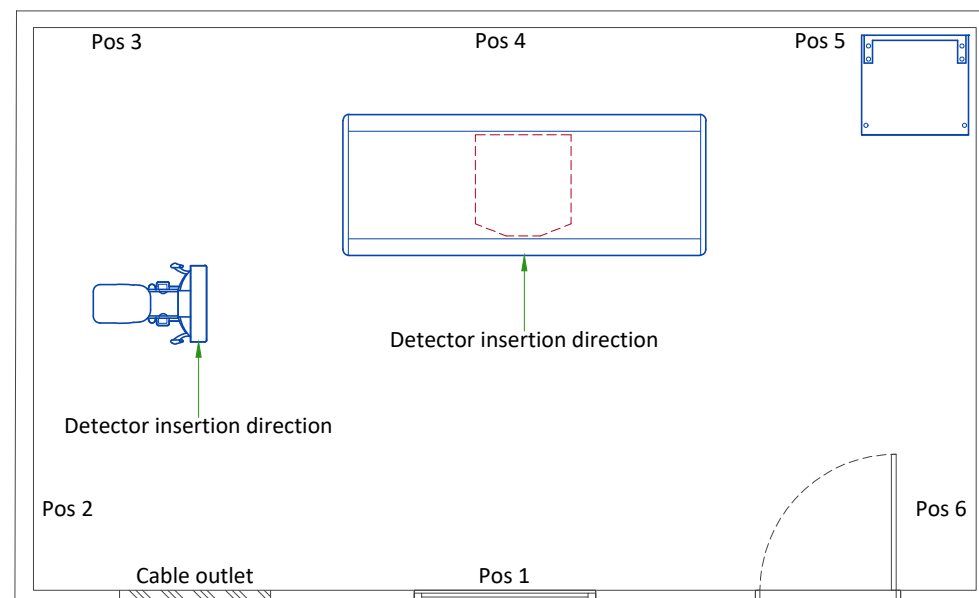 Pos 3
Pos 4
Pos 5
Detector insertion direction
Detector insertion direction
Pos 2
Pos 6
Cable outlet
Pos 1